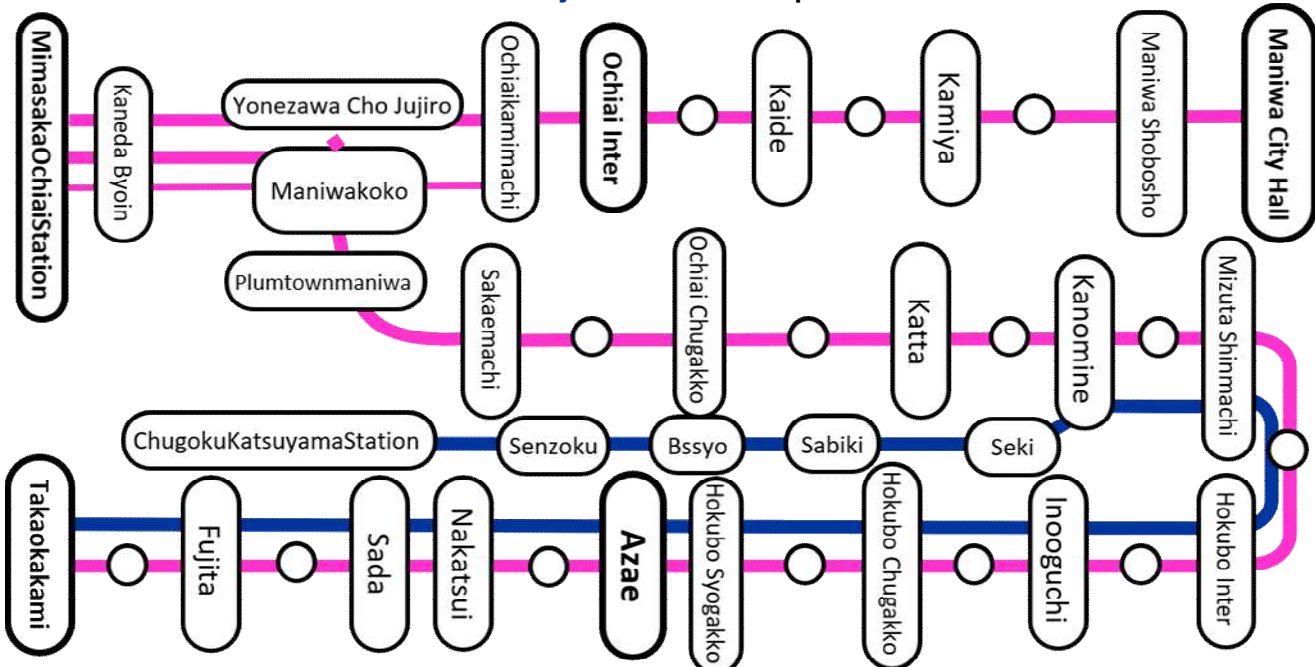 MimasakaOchiaiStation
Kaneda Byoin
Yonezawa Cho Jujiro
Maniwakoko
Ochiaikamimachi
Ochiai Inter
Kaide
Kamiya
Maniwa Shobosho
Maniwa City Hall
Plumtownmaniwa
Sakaemachi
Ochiai Chugakko
Katta
Kanomine
Mizuta Shinmachi
ChugokuKatsuyamaStation
Senzoku
Bssyo
Sabiki
Seki
Takaokakami
Fujita
Sada
Nakatsui
Azae
Hokubo Syogakko
Hokubo Chugakko
Inooguchi
Hokubo Inter